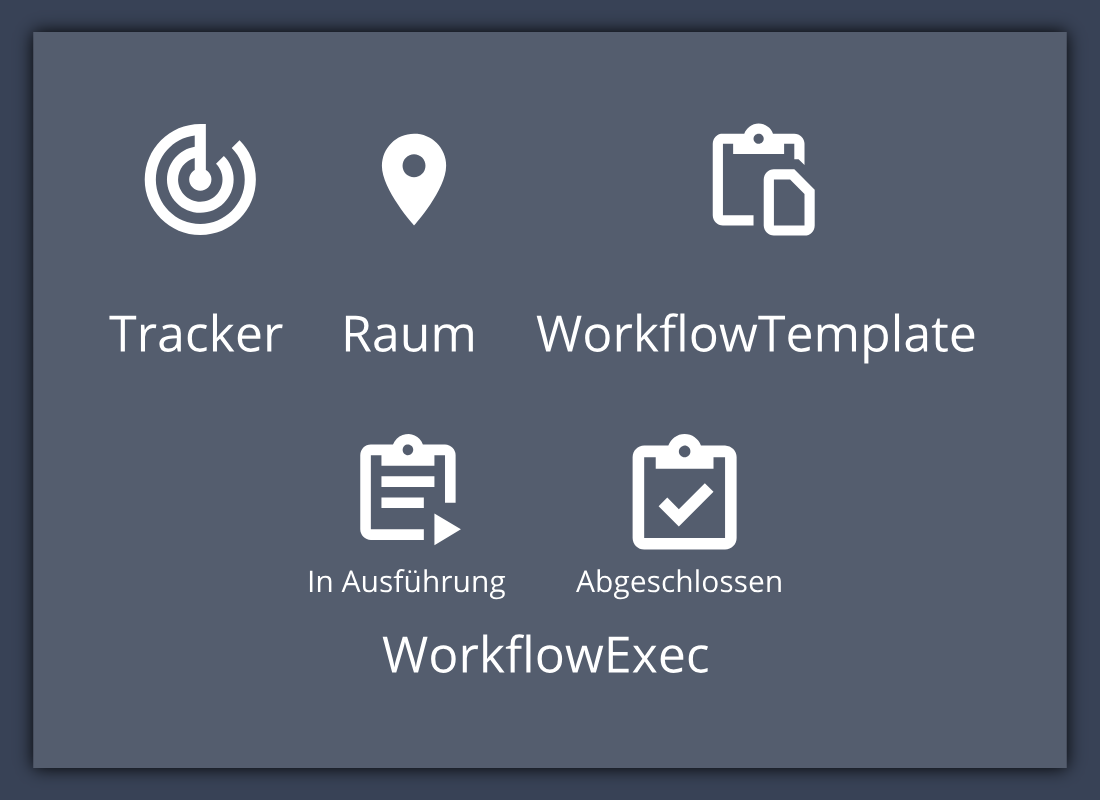 Tracker Raum WorkflowTemplate
In Ausführung Abgeschlossen
WorkflowExec